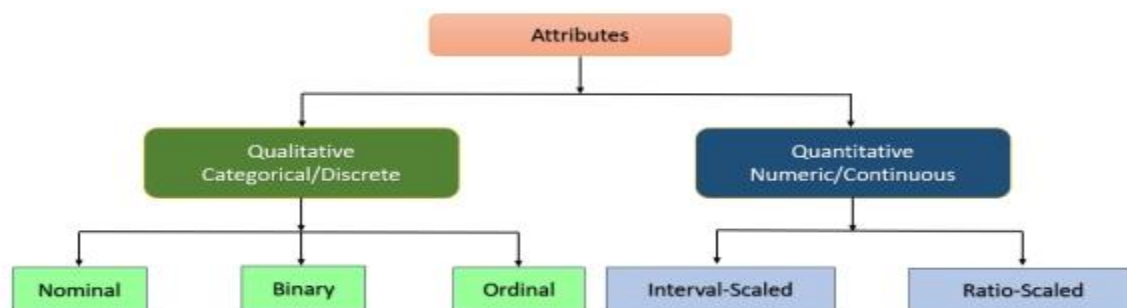 Attributes
Qualitative
Categorical/Discrete
Quantitative
Numeric/Continuous
Nominal
Binary
Ordinal
Interval-Scaled
Ratio-Scaled